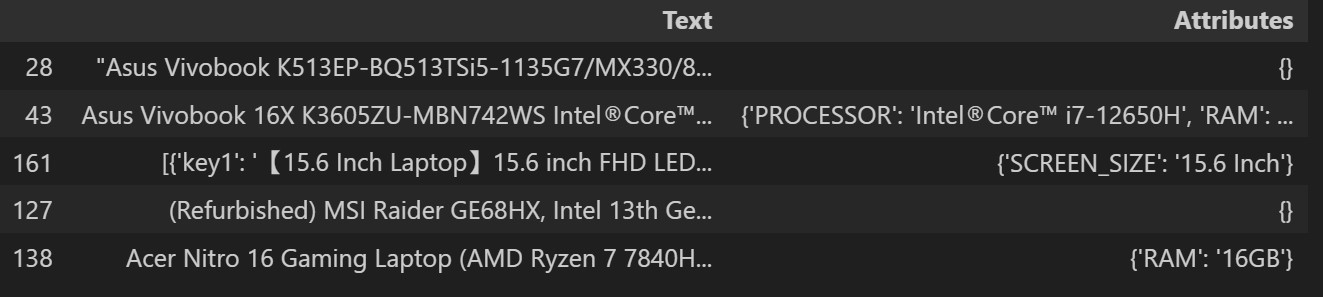 Text Attributes
28 "Asus Vivobook K513EP-BQ513TSi5-1135G7/MX330/8... {}
43 Asus Vivobook 16X K3605ZU-MBN742WS Intel®Core™... {'PROCESSOR': 'Intel®Core™ i7-12650H', 'RAM': ...
161 [{'key1': '【15.6 Inch Laptop】15.6 inch FHD LED... {'SCREEN_SIZE': '15.6 Inch'}
127 (Refurbished) MSI Raider GE68HX, Intel 13th Ge... {}
138 Acer Nitro 16 Gaming Laptop (AMD Ryzen 7 7840H... {'RAM': '16GB'}